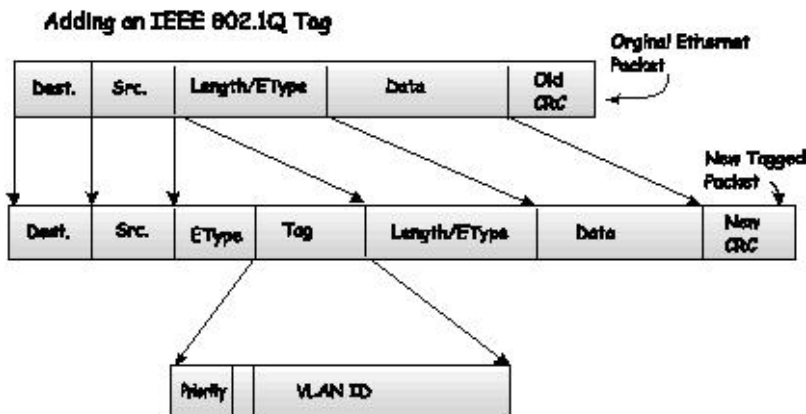 Adding an IEEE 802.1Q Tag
Orginal Ethernet
Packet
Dest.
Src.
Length/EType
Data
Old
CRC
New Tagged
Packet
Dest.
Src.
EType
Tag
Length/EType
Data
New
CRC
Priority
VLAN ID